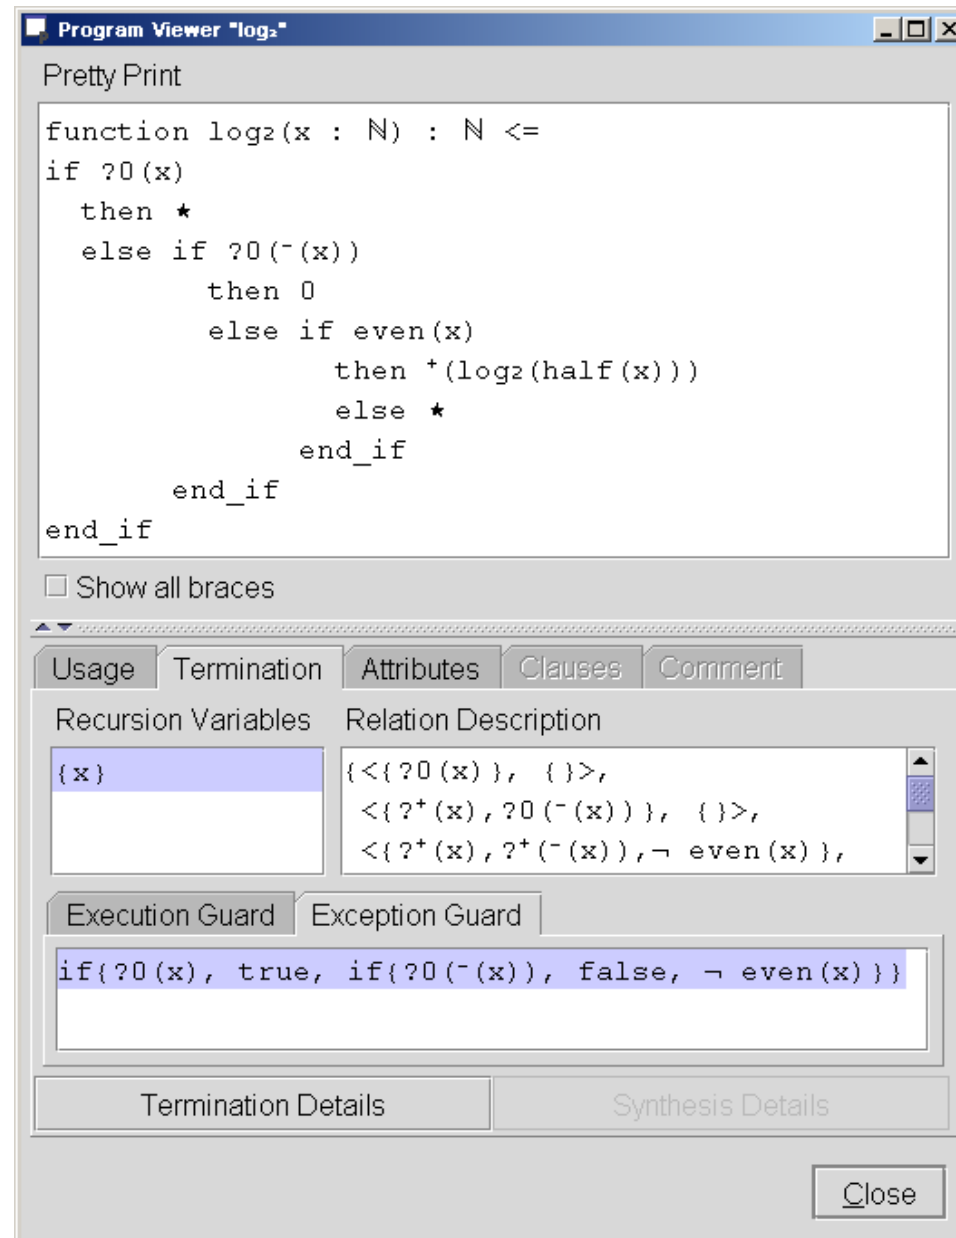 Program Viewer "log₂"
Pretty Print
function log₂(x : ℕ) : ℕ <=
if ?0(x)
then ★
else if ?0(⁻(x))
then 0
else if even(x)
then ⁺(log₂(half(x)))
else ★
end_if
end_if
end_if
Show all braces
Usage Termination Attributes Clauses Comment
Recursion Variables Relation Description
{x}
{<{?0(x)}, {}>,
<{?⁺(x),?0(⁻(x))}, {}>,
<{?⁺(x),?⁺(⁻(x)),¬ even(x)},
Execution Guard Exception Guard
if{?0(x), true, if{?0(⁻(x)), false, ¬ even(x)}}
Termination Details Synthesis Details
Close